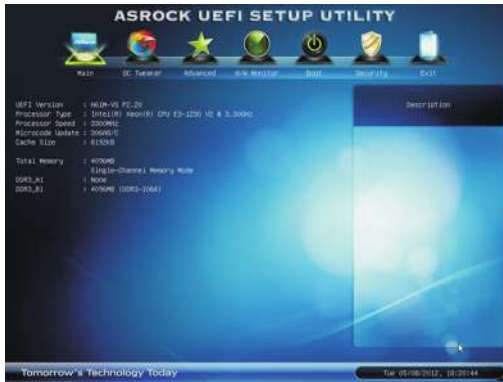 ASROCK UEFI SETUP UTILITY
Main OC Tweaker Advanced H/W Monitor Boot Security Exit
UEFI Version : H61M-VS P2.20
Processor Type : Intel(R) Xeon(R) CPU E3-1230 V2 @ 3.30GHz
Processor Speed : 3300MHz
Microcode Update : 306A9/C
Cache Size : 8192KB
Total Memory : 4096MB
Single-Channel Memory Mode
DDR3_A1 : None
DDR3_B1 : 4096MB (DDR3-1066)
Description
Tomorrow's Technology Today
Tue 05/08/2012, 18:20:44